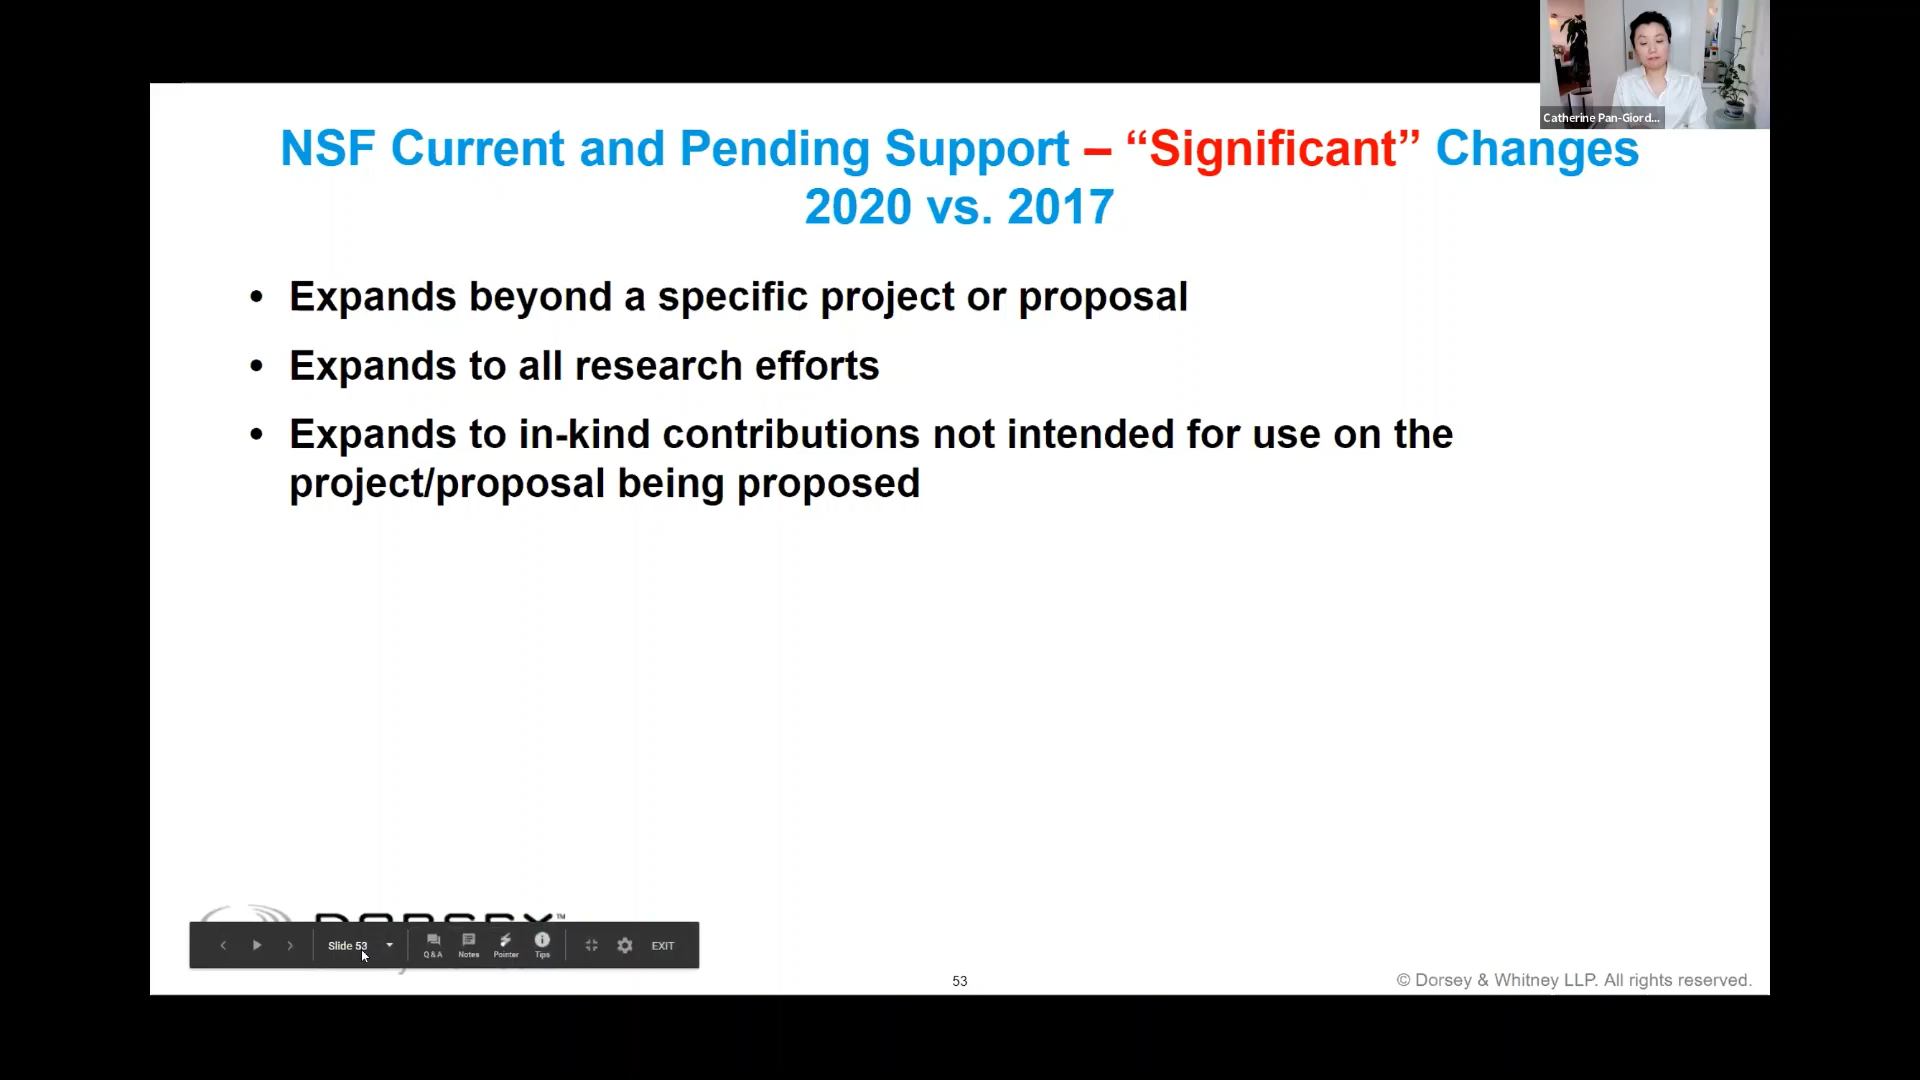 Catherine Pan-Giord...
NSF Current and Pending Support – “Significant” Changes
2020 vs. 2017
• Expands beyond a specific project or proposal
• Expands to all research efforts
• Expands to in-kind contributions not intended for use on the
project/proposal being proposed
DORSEY™
Slide 53
Q&A
Notes
Pointer
Tips
EXIT
53
© Dorsey & Whitney LLP. All rights reserved.